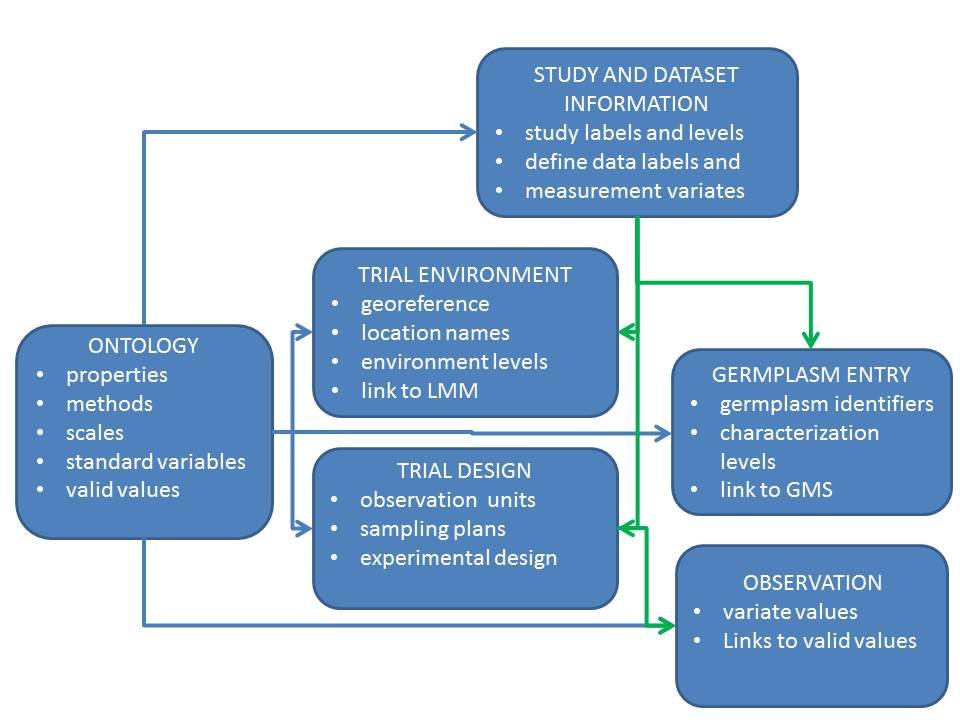 STUDY AND DATASET
INFORMATION
• study labels and levels
• define data labels and
• measurement variates
TRIAL ENVIRONMENT
• georeference
• location names
• environment levels
• link to LMM
ONTOLOGY
• properties
• methods
• scales
• standard variables
• valid values
GERMPLASM ENTRY
• germplasm identifiers
• characterization
levels
• link to GMS
TRIAL DESIGN
• observation units
• sampling plans
• experimental design
OBSERVATION
• variate values
• Links to valid values